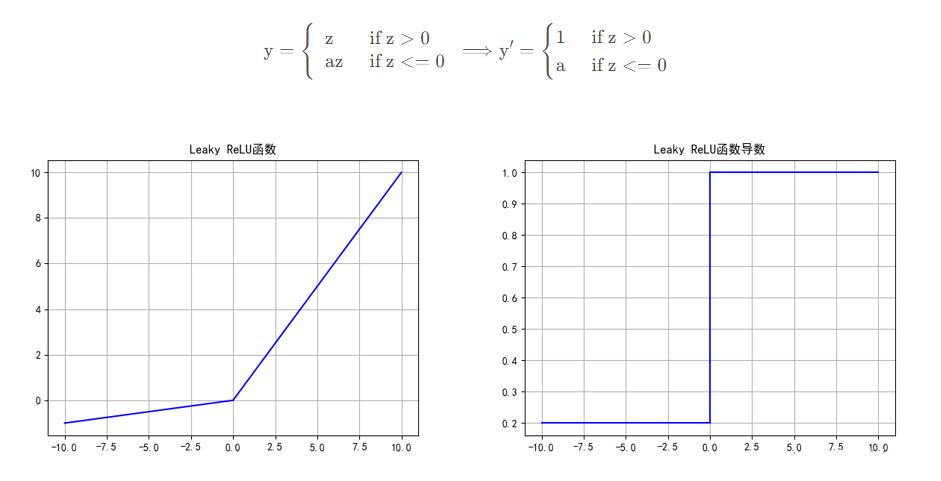 y = { z if z > 0 ⟹ y′ = { 1 if z > 0
az if z <= 0 a if z <= 0
Leaky ReLU函数
10
8
6
4
2
0
−10.0 −7.5 −5.0 −2.5 0.0 2.5 5.0 7.5 10.0
Leaky ReLU函数导数
1.0
0.9
0.8
0.7
0.6
0.5
0.4
0.3
0.2
−10.0 −7.5 −5.0 −2.5 0.0 2.5 5.0 7.5 10.0